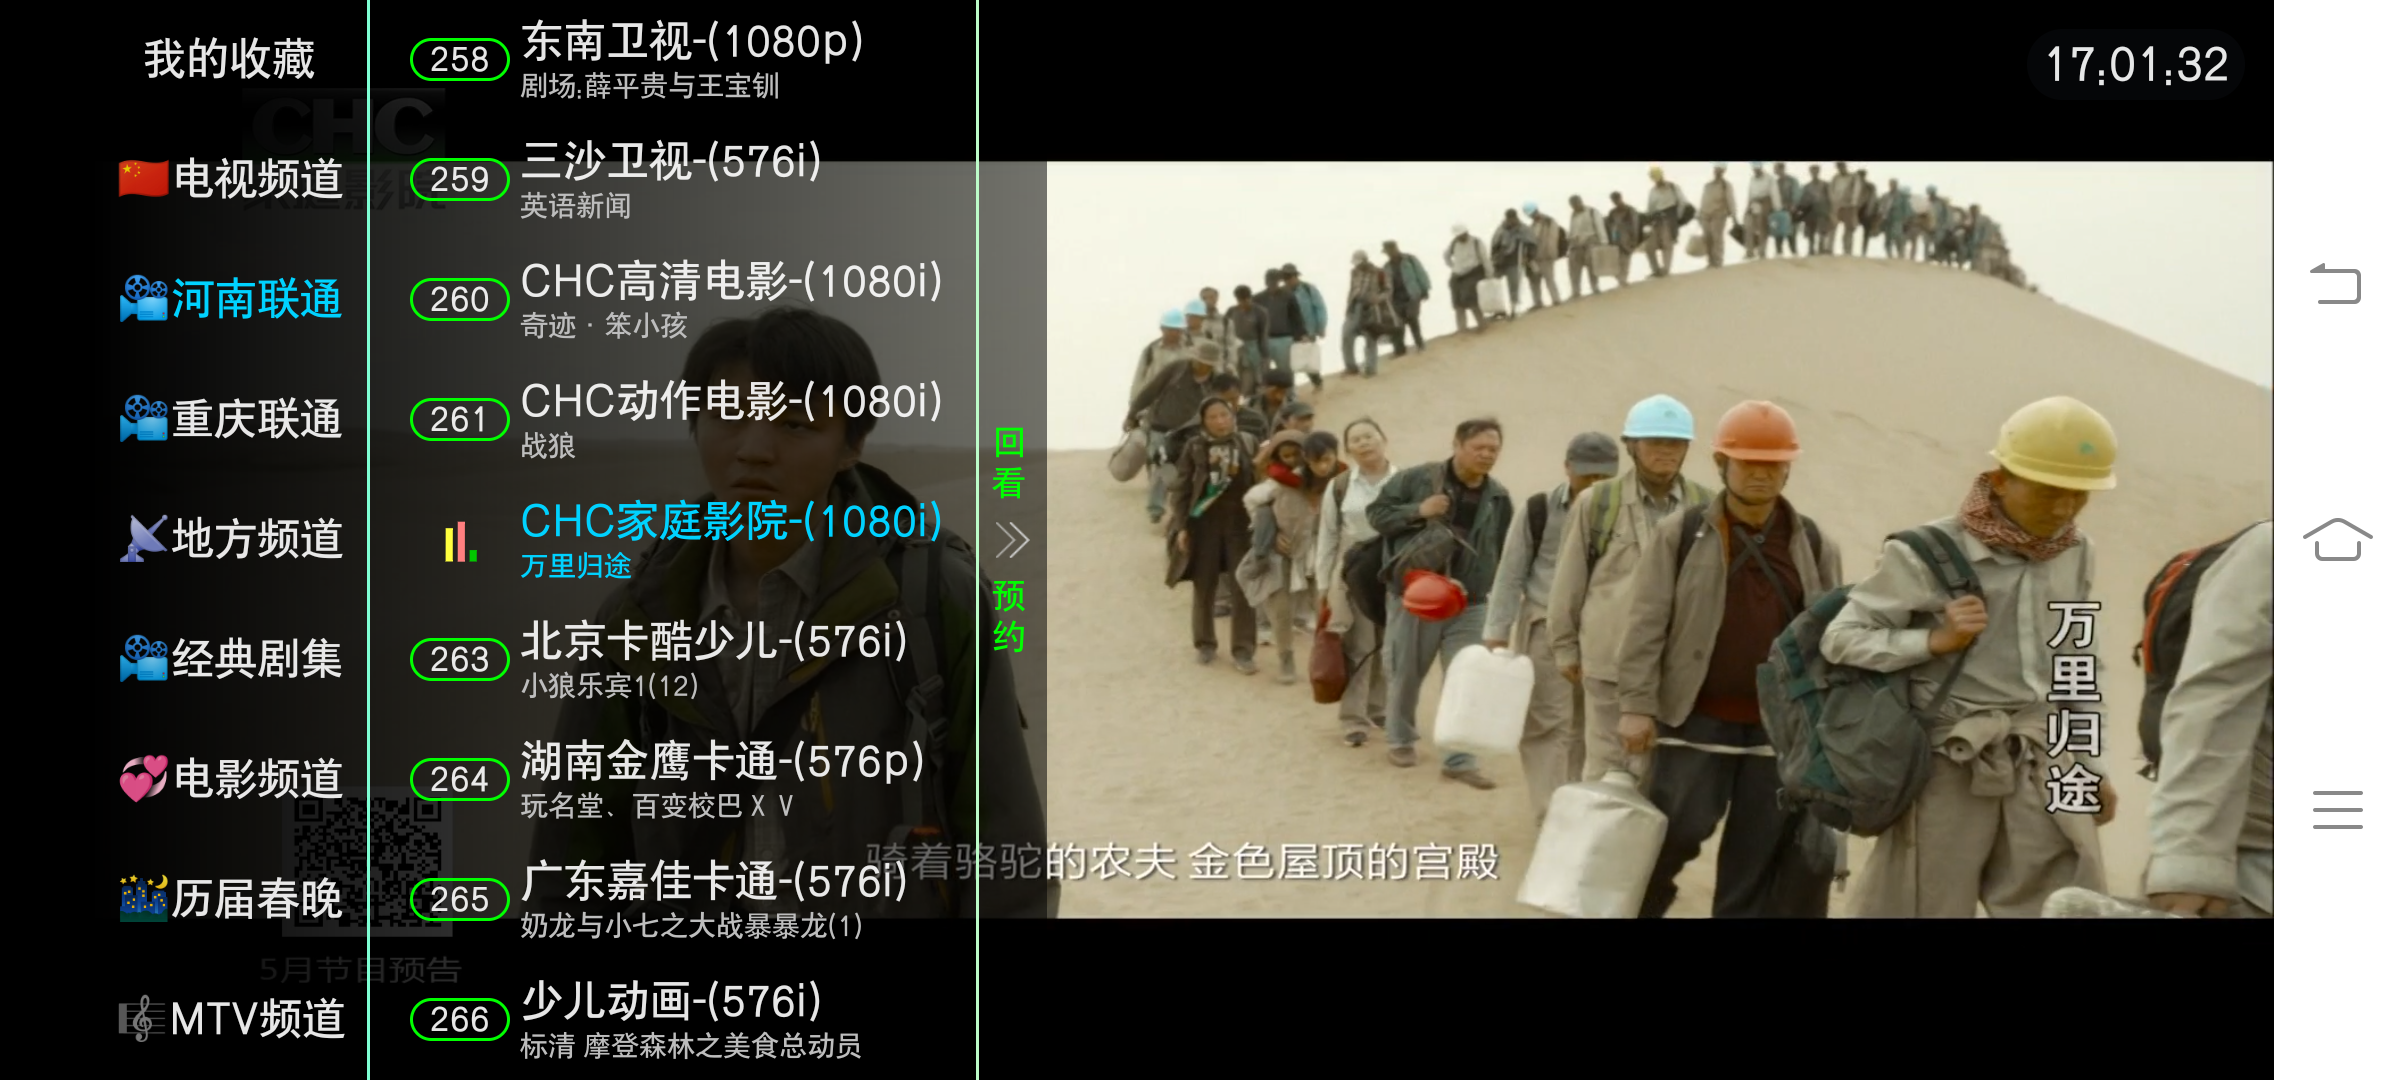 我的收藏
电视频道
河南联通
重庆联通
地方频道
经典剧集
电影频道
历届春晚
MTV频道
258 东南卫视-(1080p)
剧场:薛平贵与王宝钏
259 三沙卫视-(576i)
英语新闻
260 CHC高清电影-(1080i)
奇迹·笨小孩
261 CHC动作电影-(1080i)
战狼
CHC家庭影院-(1080i)
万里归途
263 北京卡酷少儿-(576i)
小狼乐宾1(12)
264 湖南金鹰卡通-(576p)
玩名堂、百变校巴 X V
265 广东嘉佳卡通-(576i)
奶龙与小七之大战暴暴龙(1)
266 少儿动画-(576i)
标清 摩登森林之美食总动员
回看
预约
17:01:32
CHC
家庭影院
5月节目预告
万里归途
骑着骆驼的农夫 金色屋顶的宫殿